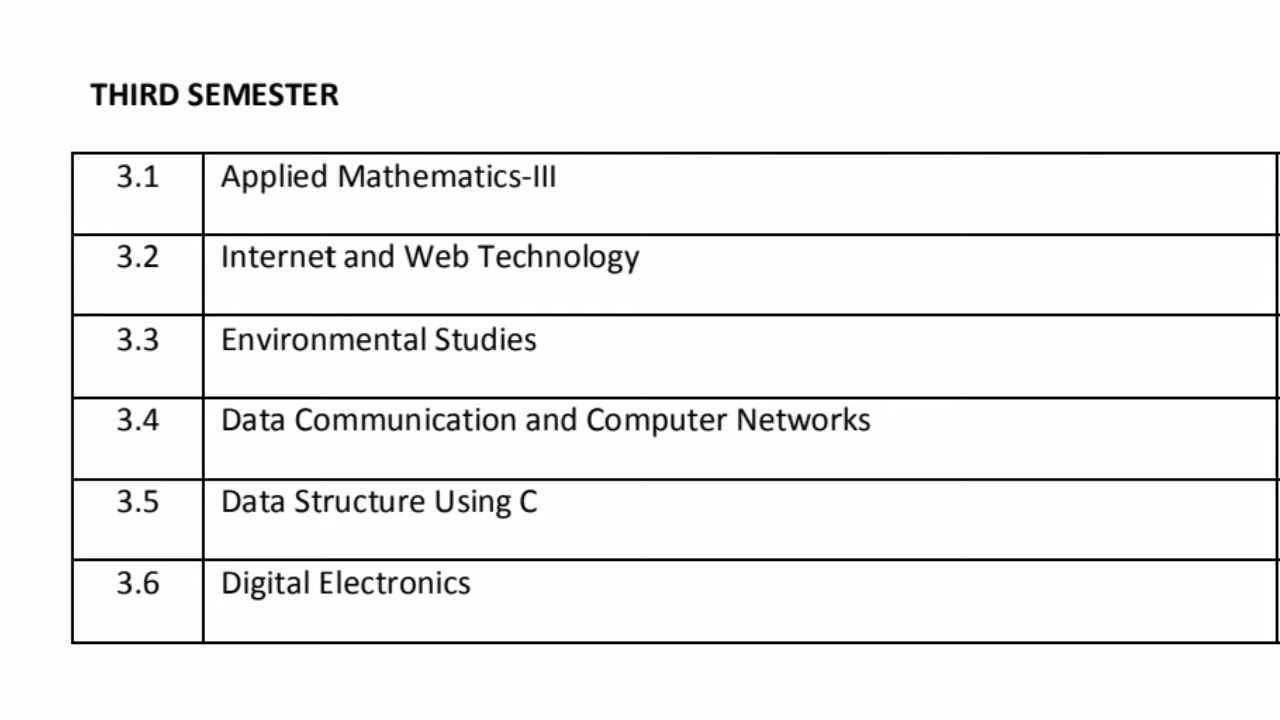 THIRD SEMESTER
3.1 Applied Mathematics-III
3.2 Internet and Web Technology
3.3 Environmental Studies
3.4 Data Communication and Computer Networks
3.5 Data Structure Using C
3.6 Digital Electronics